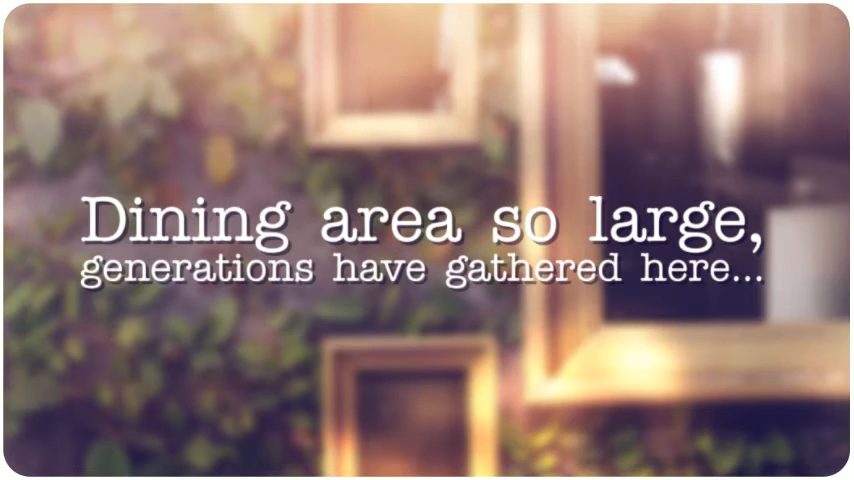 Dining area so large,
generations have gathered here...